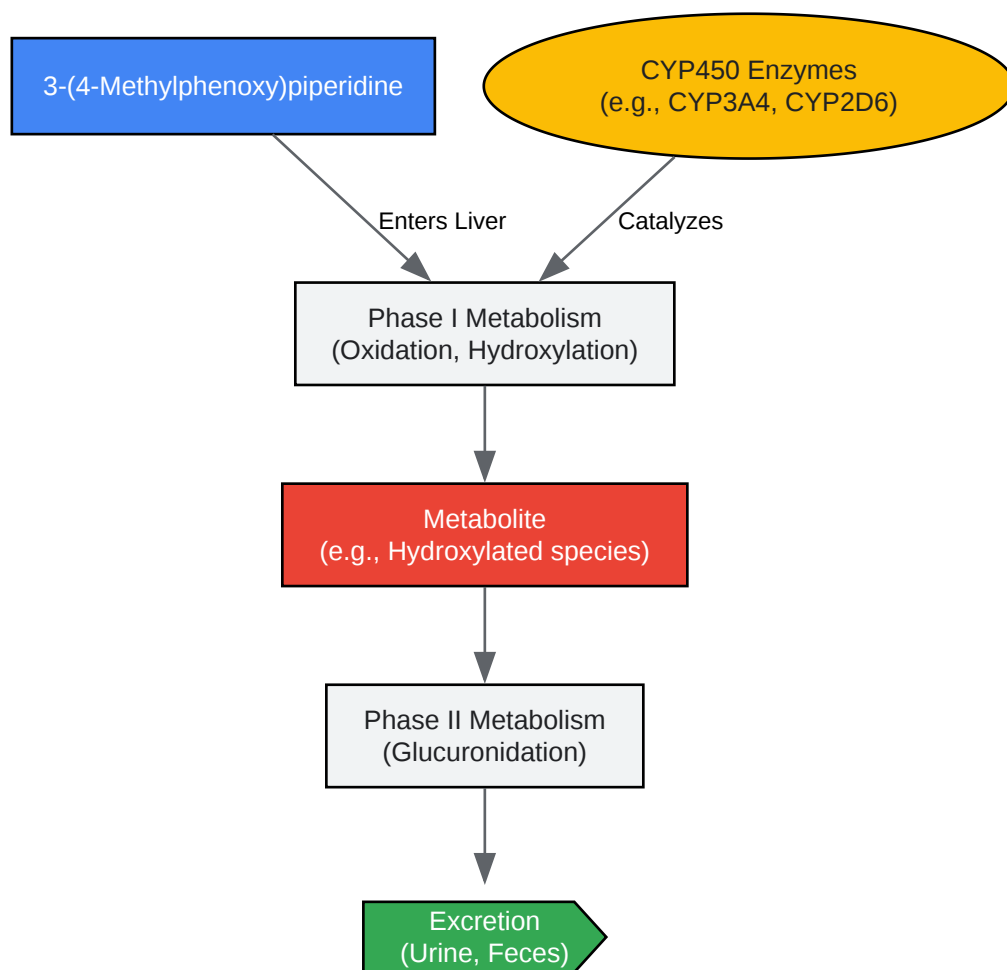 3-(4-Methylphenoxy)piperidine
CYP450 Enzymes
(e.g., CYP3A4, CYP2D6)
Enters Liver
Catalyzes
Phase I Metabolism
(Oxidation, Hydroxylation)
Metabolite
(e.g., Hydroxylated species)
Phase II Metabolism
(Glucuronidation)
Excretion
(Urine, Feces)